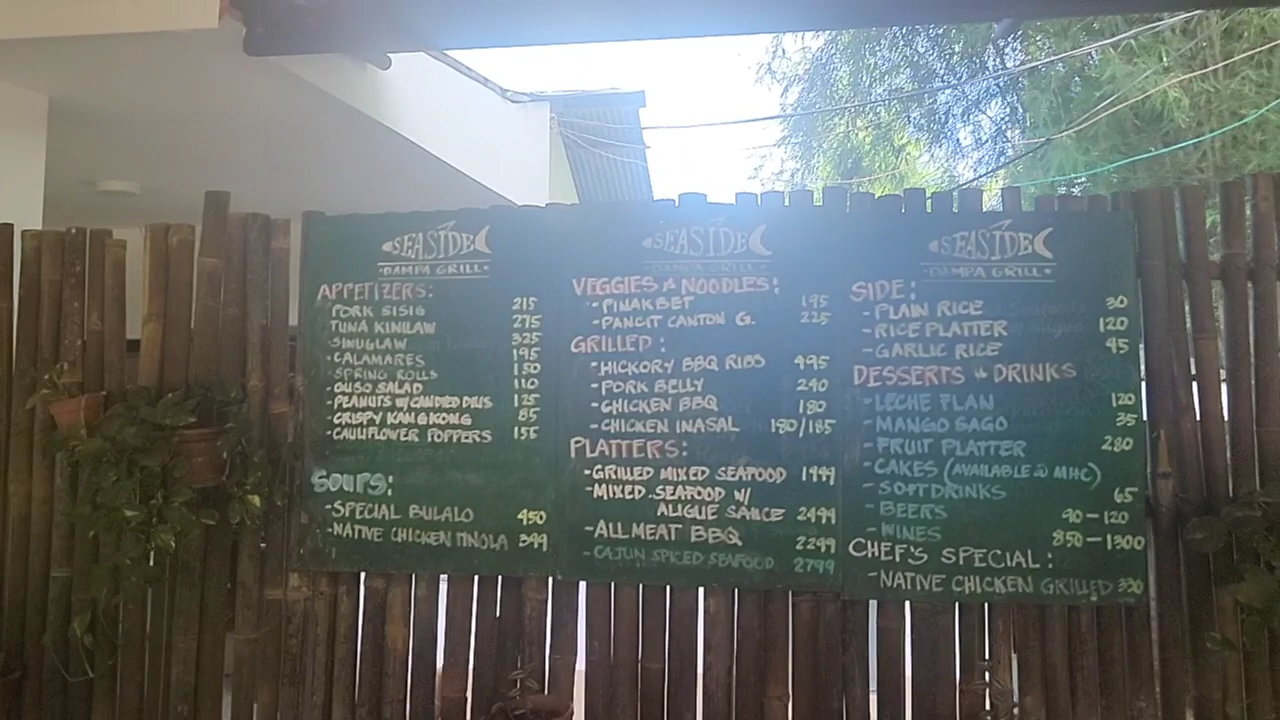 SEASIDE
DAMPA GRILL
APPETIZERS:
PORK SISIG 215
TUNA KINILAW 275
-SINUGLAW 325
-CALAMARES 195
-SPRING ROLLS 150
-OUSO SALAD 110
-PEANUTS W/ CANDIED DILIS 125
-CRISPY KANGKONG 85
-CAULIFLOWER POPPERS 155
SOUPS:
-SPECIAL BULALO 450
-NATIVE CHICKEN TINOLA 399
SEASIDE
DAMPA GRILL
VEGGIES & NOODLES:
-PINAKBET 195
-PANCIT CANTON G. 225
GRILLED:
-HICKORY BBQ RIBS 495
-PORK BELLY 240
-CHICKEN BBQ 180
-CHICKEN INASAL 180/185
PLATTERS:
-GRILLED MIXED SEAFOOD 1999
-MIXED SEAFOOD W/
ALIGUE SAUCE 2499
-ALL MEAT BBQ 2299
-CAJUN SPICED SEAFOOD 2799
SEASIDE
DAMPA GRILL
SIDE:
-PLAIN RICE 30
-RICE PLATTER 120
-GARLIC RICE 45
DESSERTS & DRINKS
-LECHE FLAN 120
-MANGO SAGO 35
-FRUIT PLATTER 280
-CAKES (AVAILABLE @ MHC)
-SOFTDRINKS 65
-BEERS 90-120
-WINES 850-1300
CHEF'S SPECIAL:
-NATIVE CHICKEN GRILLED